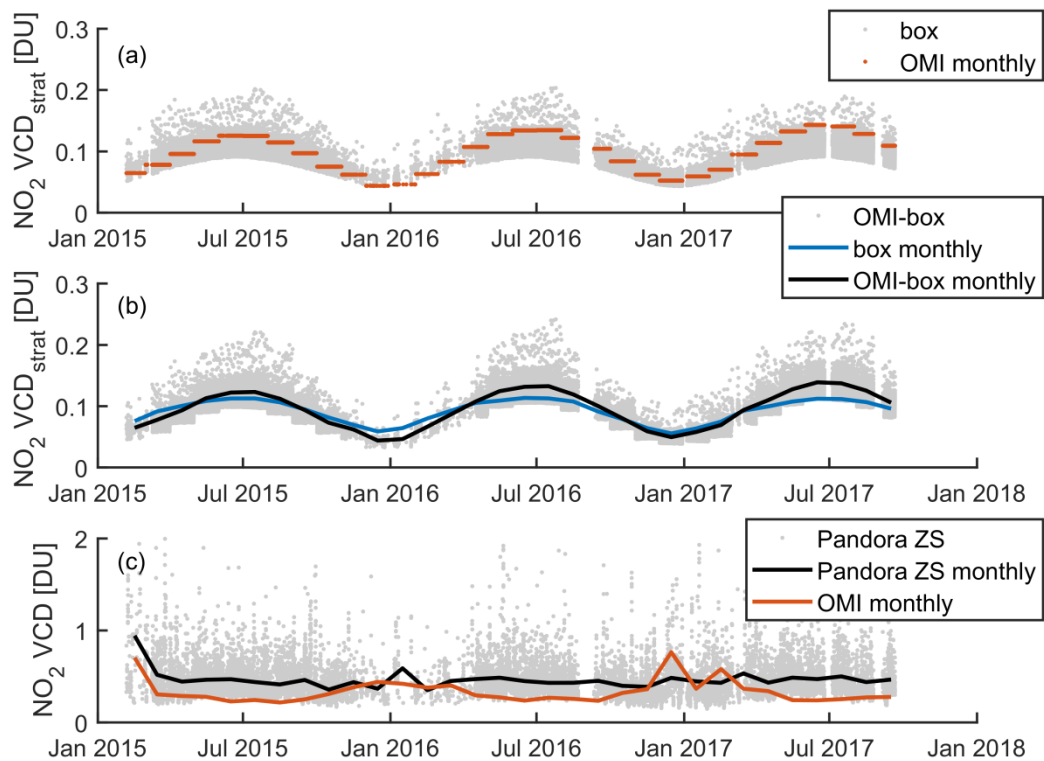 NO2 VCDstrat [DU]
0.3
0.2
0.1
0
(a)
box
OMI monthly
Jan 2015 Jul 2015 Jan 2016 Jul 2016 Jan 2017
NO2 VCDstrat [DU]
0.3
0.2
0.1
0
(b)
OMI-box
box monthly
OMI-box monthly
Jan 2015 Jul 2015 Jan 2016 Jul 2016 Jan 2017 Jul 2017 Jan 2018
NO2 VCD [DU]
2
1
0
(c)
Pandora ZS
Pandora ZS monthly
OMI monthly
Jan 2015 Jul 2015 Jan 2016 Jul 2016 Jan 2017 Jul 2017 Jan 2018